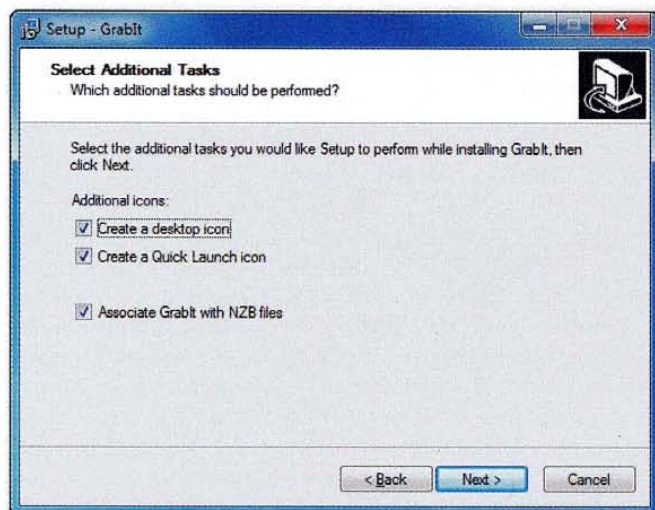 Setup - GrabIt
Select Additional Tasks
Which additional tasks should be performed?
Select the additional tasks you would like Setup to perform while installing GrabIt, then
click Next.
Additional icons:
Create a desktop icon
Create a Quick Launch icon
Associate GrabIt with NZB files
< Back
Next >
Cancel